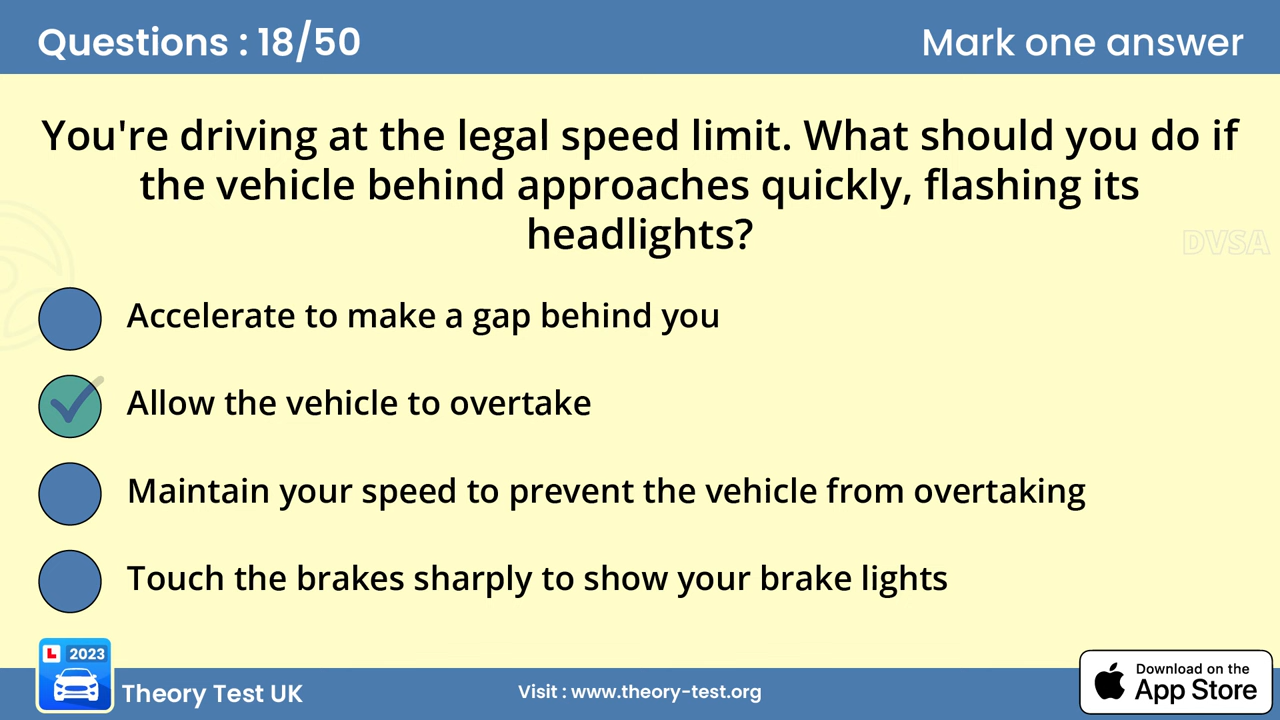 Questions : 18/50
Mark one answer
You're driving at the legal speed limit. What should you do if
the vehicle behind approaches quickly, flashing its
headlights?
DVSA
Accelerate to make a gap behind you
Allow the vehicle to overtake
Maintain your speed to prevent the vehicle from overtaking
Touch the brakes sharply to show your brake lights
L 2023
Theory Test UK
Visit : www.theory-test.org
Download on the
App Store